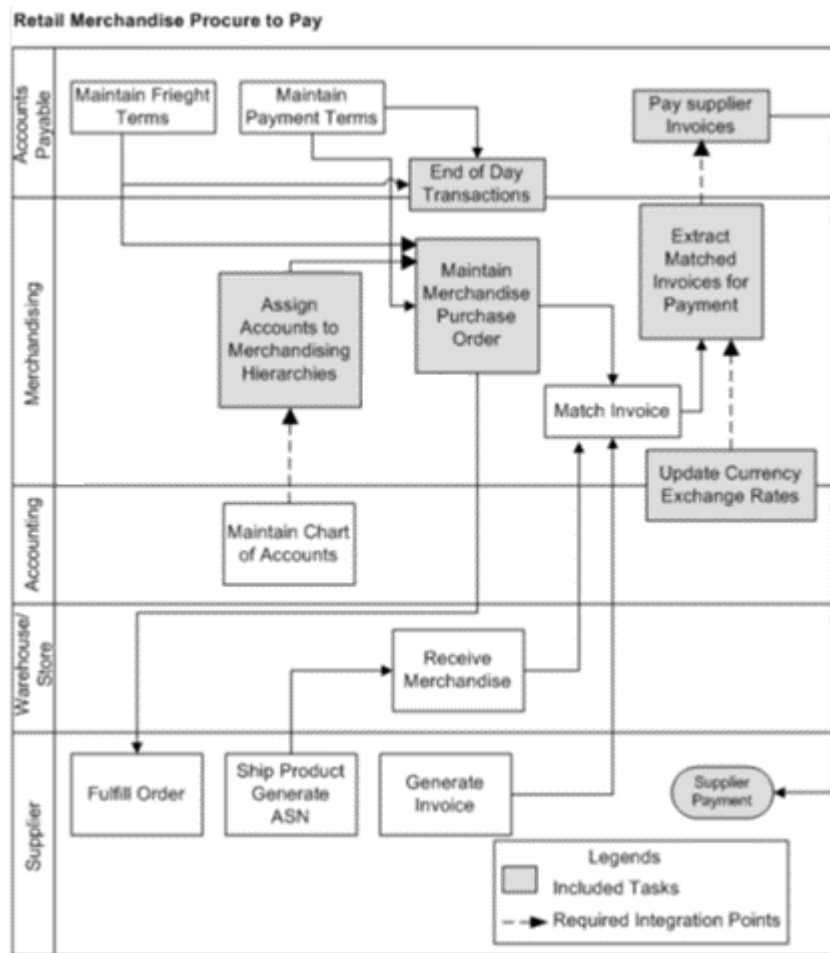 Retail Merchandise Procure to Pay
Accounts
Payable
Maintain Frieght
Terms
Maintain
Payment Terms
Pay supplier
Invoices
End of Day
Transactions
Merchandising
Assign
Accounts to
Merchandising
Hierarchies
Maintain
Merchandise
Purchase
Order
Extract
Matched
Invoices for
Payment
Match Invoice
Update Currency
Exchange Rates
Accounting
Maintain Chart
of Accounts
Warehouse/
Store
Receive
Merchandise
Supplier
Fulfill Order
Ship Product
Generate
ASN
Generate
Invoice
Supplier
Payment
Legends
Included Tasks
Required Integration Points